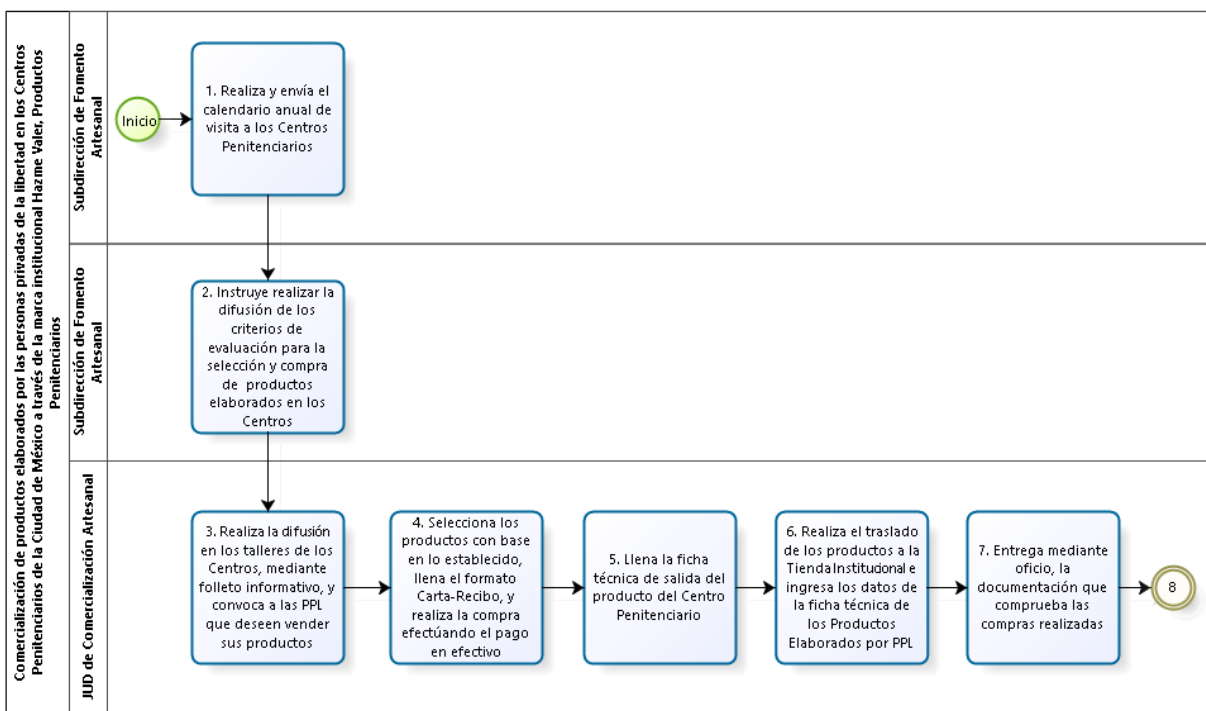 Comercialización de productos elaborados por las personas privadas de la libertad en los Centros
Penitenciarios de la Ciudad de México a través de la marca institucional Hazme Valer, Productos
Penitenciarios
Subdirección de Fomento
Artesanal
Inicio
1. Realiza y envía el
calendario anual de
visita a los Centros
Penitenciarios
Subdirección de Fomento
Artesanal
2. Instruye realizar la
difusión de los
criterios de
evaluación para la
selección y compra
de productos
elaborados en los
Centros
JUD de Comercialización Artesanal
3. Realiza la difusión
en los talleres de los
Centros, mediante
folleto informativo, y
convoca a las PPL
que deseen vender
sus productos
4. Selecciona los
productos con base
en lo establecido,
llena el formato
Carta-Recibo, y
realiza la compra
efectúando el pago
en efectivo
5. Llena la ficha
técnica de salida del
producto del Centro
Penitenciario
6. Realiza el traslado
de los productos a la
Tienda Institucional e
ingresa los datos de
la ficha técnica de
los Productos
Elaborados por PPL
7. Entrega mediante
oficio, la
documentación que
comprueba las
compras realizadas
8